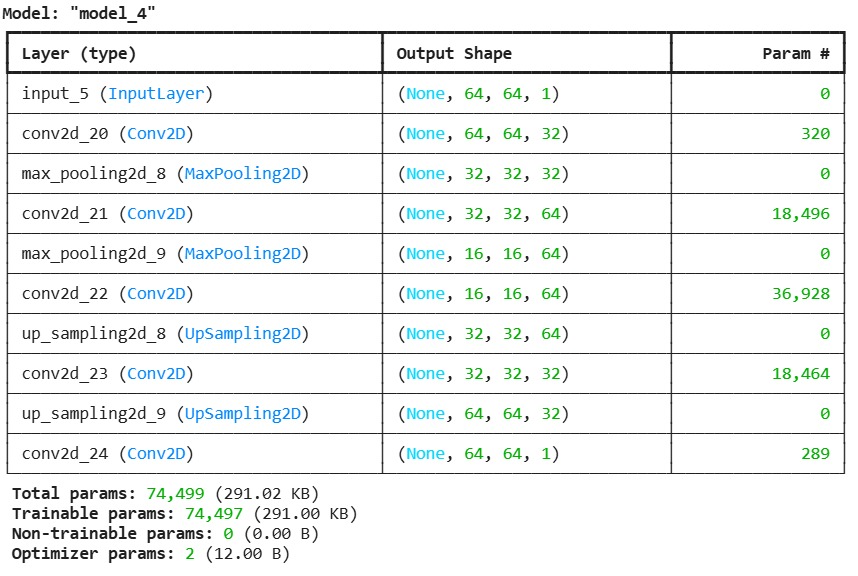 Model: "model_4"
Layer (type) Output Shape Param #
input_5 (InputLayer) (None, 64, 64, 1) 0
conv2d_20 (Conv2D) (None, 64, 64, 32) 320
max_pooling2d_8 (MaxPooling2D) (None, 32, 32, 32) 0
conv2d_21 (Conv2D) (None, 32, 32, 64) 18,496
max_pooling2d_9 (MaxPooling2D) (None, 16, 16, 64) 0
conv2d_22 (Conv2D) (None, 16, 16, 64) 36,928
up_sampling2d_8 (UpSampling2D) (None, 32, 32, 64) 0
conv2d_23 (Conv2D) (None, 32, 32, 32) 18,464
up_sampling2d_9 (UpSampling2D) (None, 64, 64, 32) 0
conv2d_24 (Conv2D) (None, 64, 64, 1) 289
Total params: 74,499 (291.02 KB)
Trainable params: 74,497 (291.00 KB)
Non-trainable params: 0 (0.00 B)
Optimizer params: 2 (12.00 B)